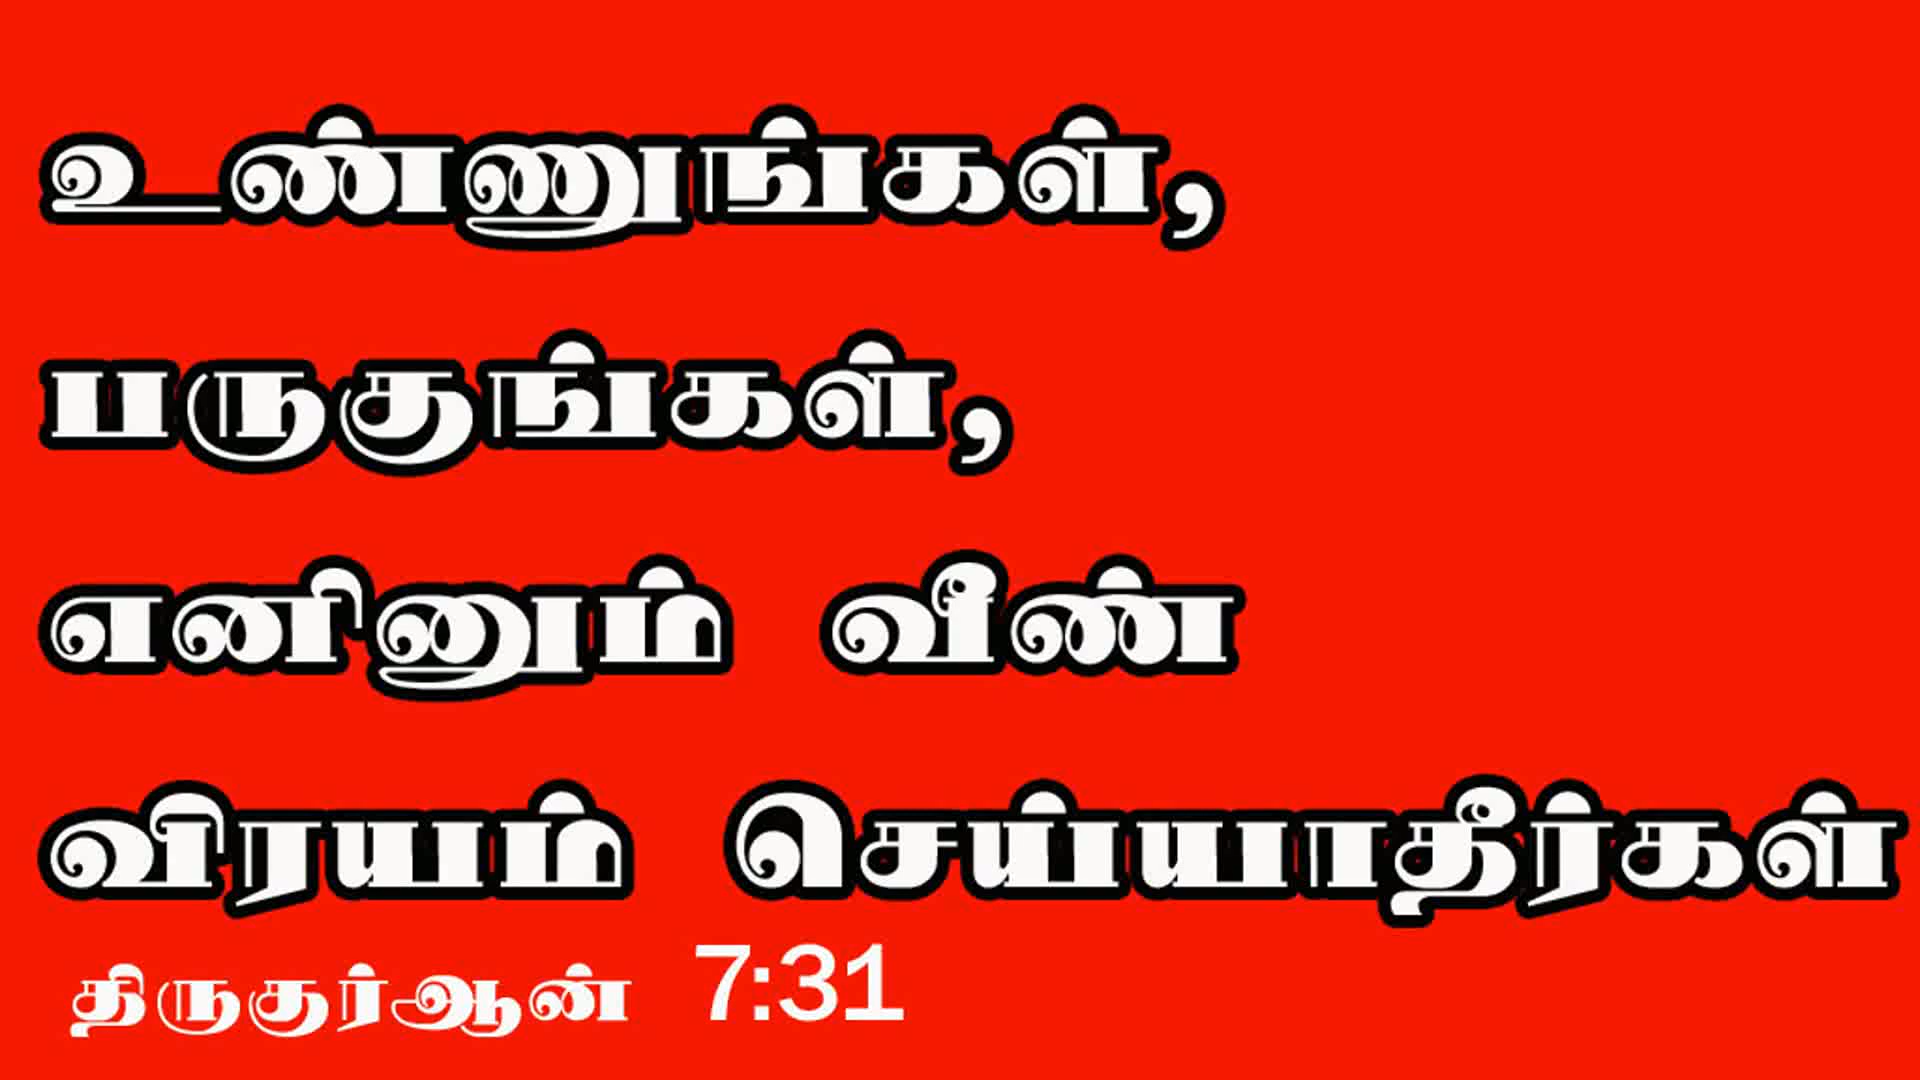 உண்ணுங்கள்,
பருகுங்கள்,
எனினும் வீண்
விரயம் செய்யாதீர்கள்
திருகுர்ஆன் 7:31